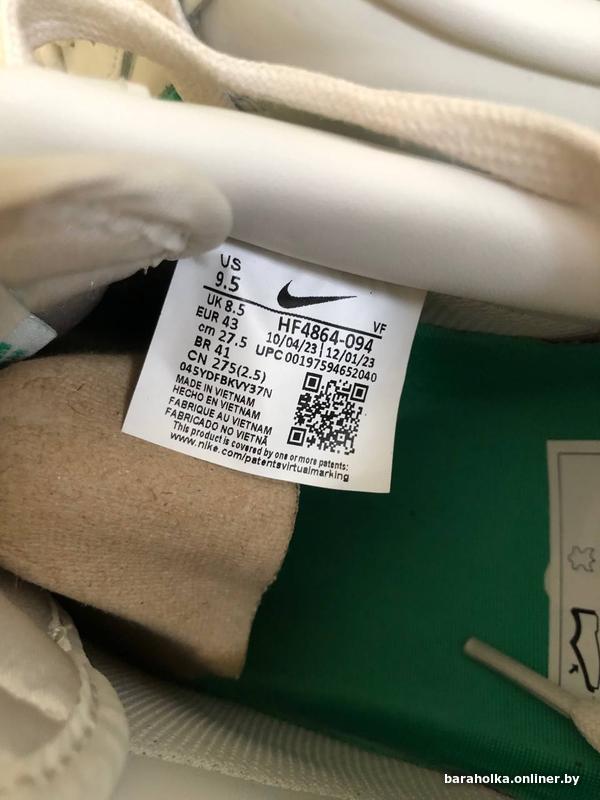 US
9.5
UK 8.5
EUR 43
cm 27.5
BR 41
CN 275(2.5)
04SYDFBKVY37N
MADE IN VIETNAM
HECHO EN VIETNAM
FABRIQUE AU VIETNAM
FABRICADO NO VIETNÃ
This product is covered by one or more patents:
www.nike.com/patentsvirtualmarking
VF
HF4864-094
10/04/23 | 12/01/23
UPC 00197594652040
baraholka.onliner.by